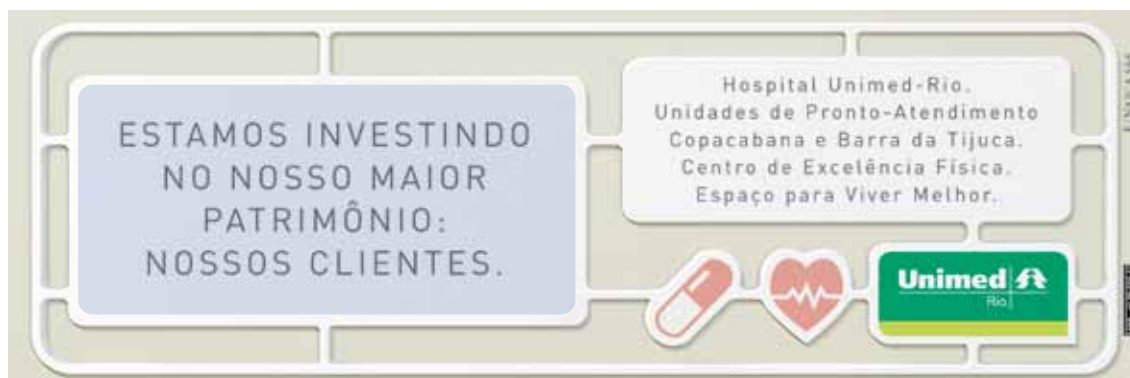 ESTAMOS INVESTINDO
NO NOSSO MAIOR
PATRIMÔNIO:
NOSSOS CLIENTES.
Hospital Unimed-Rio.
Unidades de Pronto-Atendimento
Copacabana e Barra da Tijuca.
Centro de Excelência Física.
Espaço para Viver Melhor.
Unimed
Rio